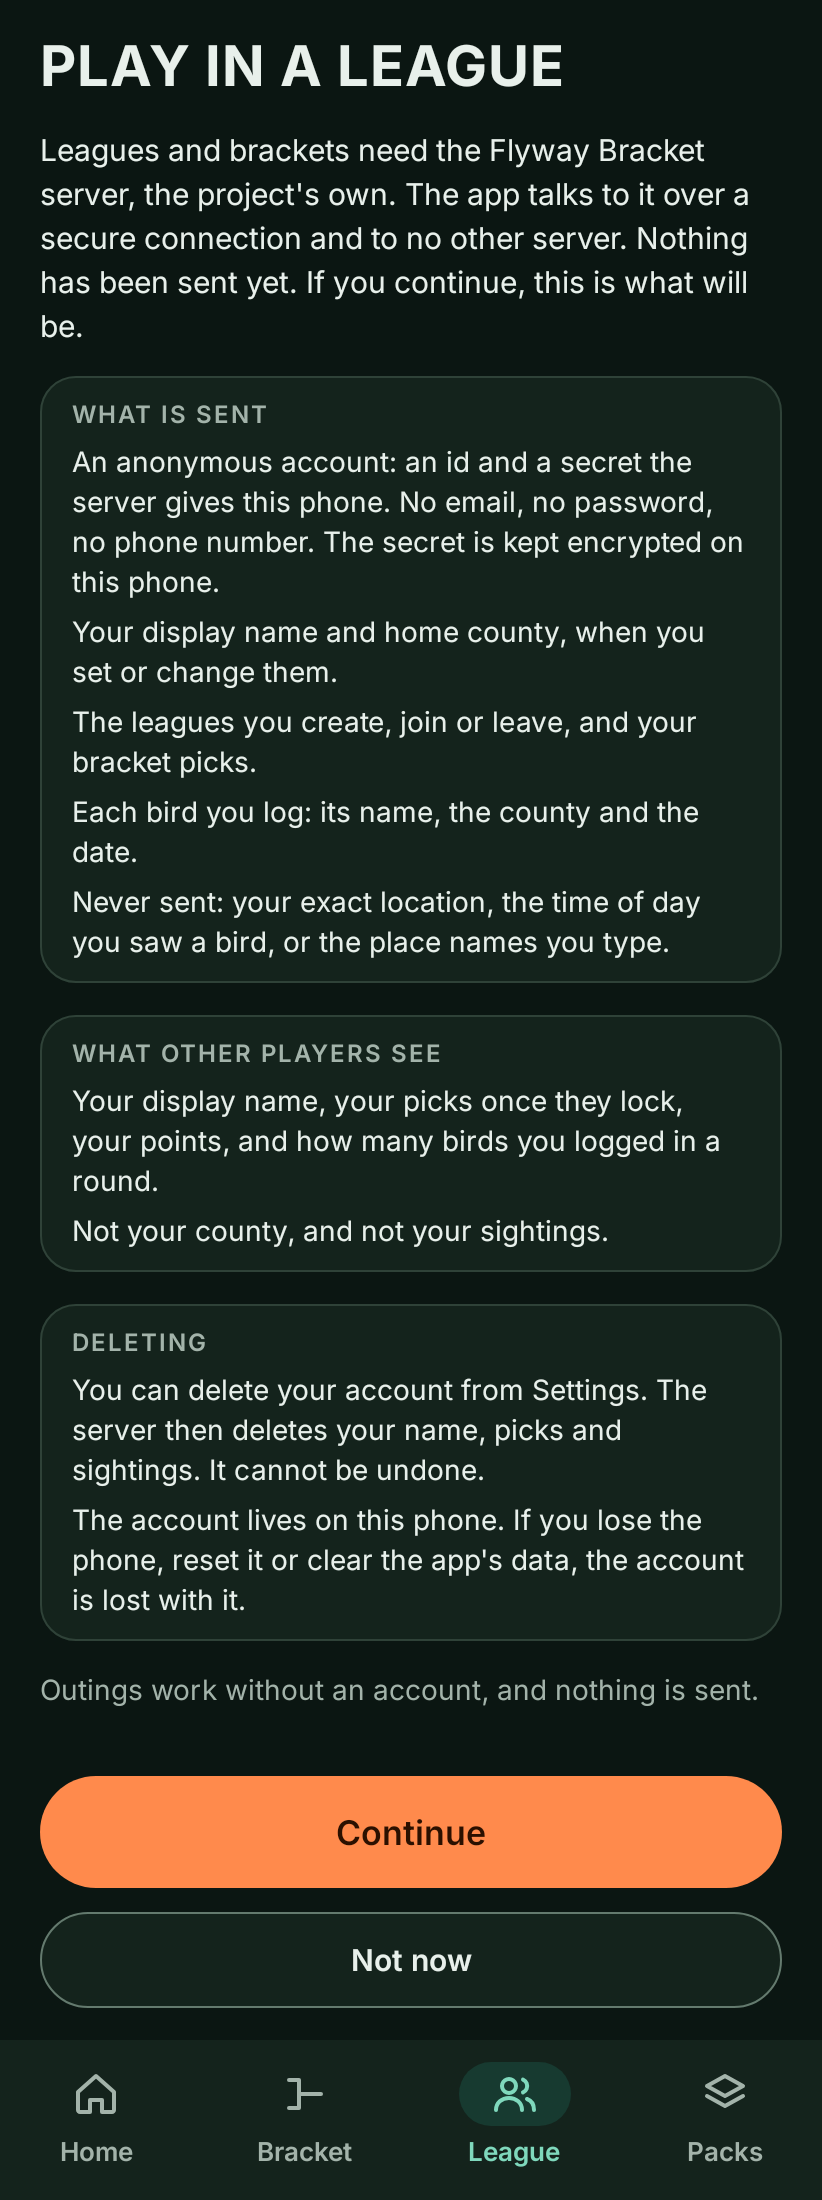 PLAY IN A LEAGUE
Leagues and brackets need the Flyway Bracket
server, the project's own. The app talks to it over a
secure connection and to no other server. Nothing
has been sent yet. If you continue, this is what will
be.
WHAT IS SENT
An anonymous account: an id and a secret the
server gives this phone. No email, no password,
no phone number. The secret is kept encrypted on
this phone.
Your display name and home county, when you
set or change them.
The leagues you create, join or leave, and your
bracket picks.
Each bird you log: its name, the county and the
date.
Never sent: your exact location, the time of day
you saw a bird, or the place names you type.
WHAT OTHER PLAYERS SEE
Your display name, your picks once they lock,
your points, and how many birds you logged in a
round.
Not your county, and not your sightings.
DELETING
You can delete your account from Settings. The
server then deletes your name, picks and
sightings. It cannot be undone.
The account lives on this phone. If you lose the
phone, reset it or clear the app's data, the account
is lost with it.
Outings work without an account, and nothing is sent.
Continue
Not now
Home
Bracket
League
Packs